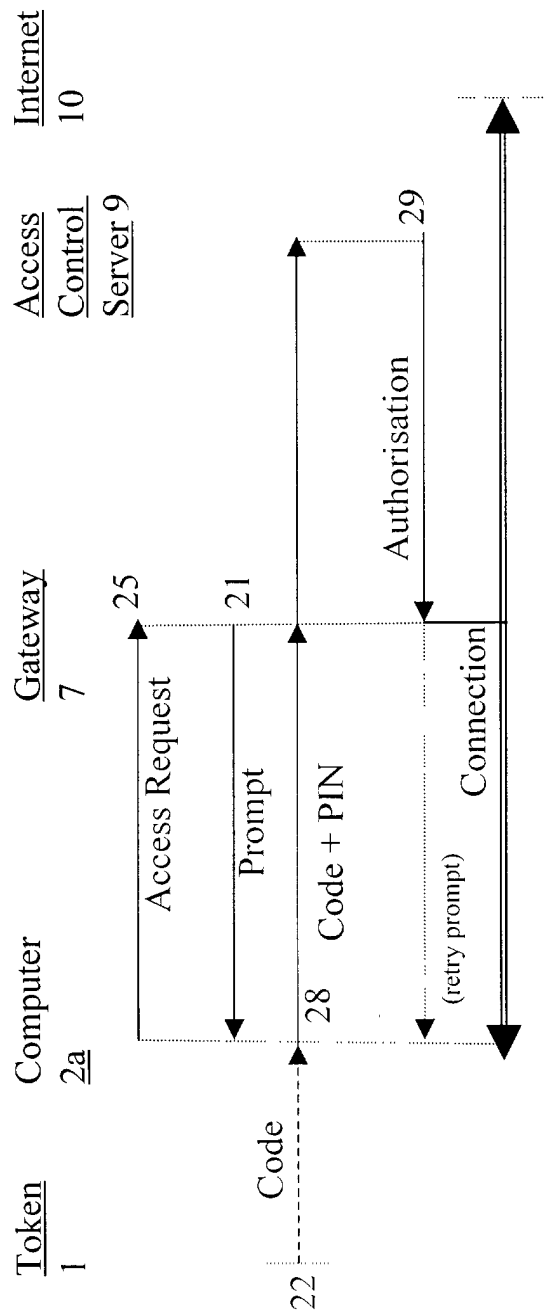 Token
1
Computer
2a
Gateway
7
Access
Control
Server 9
Internet
10
Access Request
25
Prompt
21
22
Code
28
Code + PIN
Authorisation
29
(retry prompt)
Connection